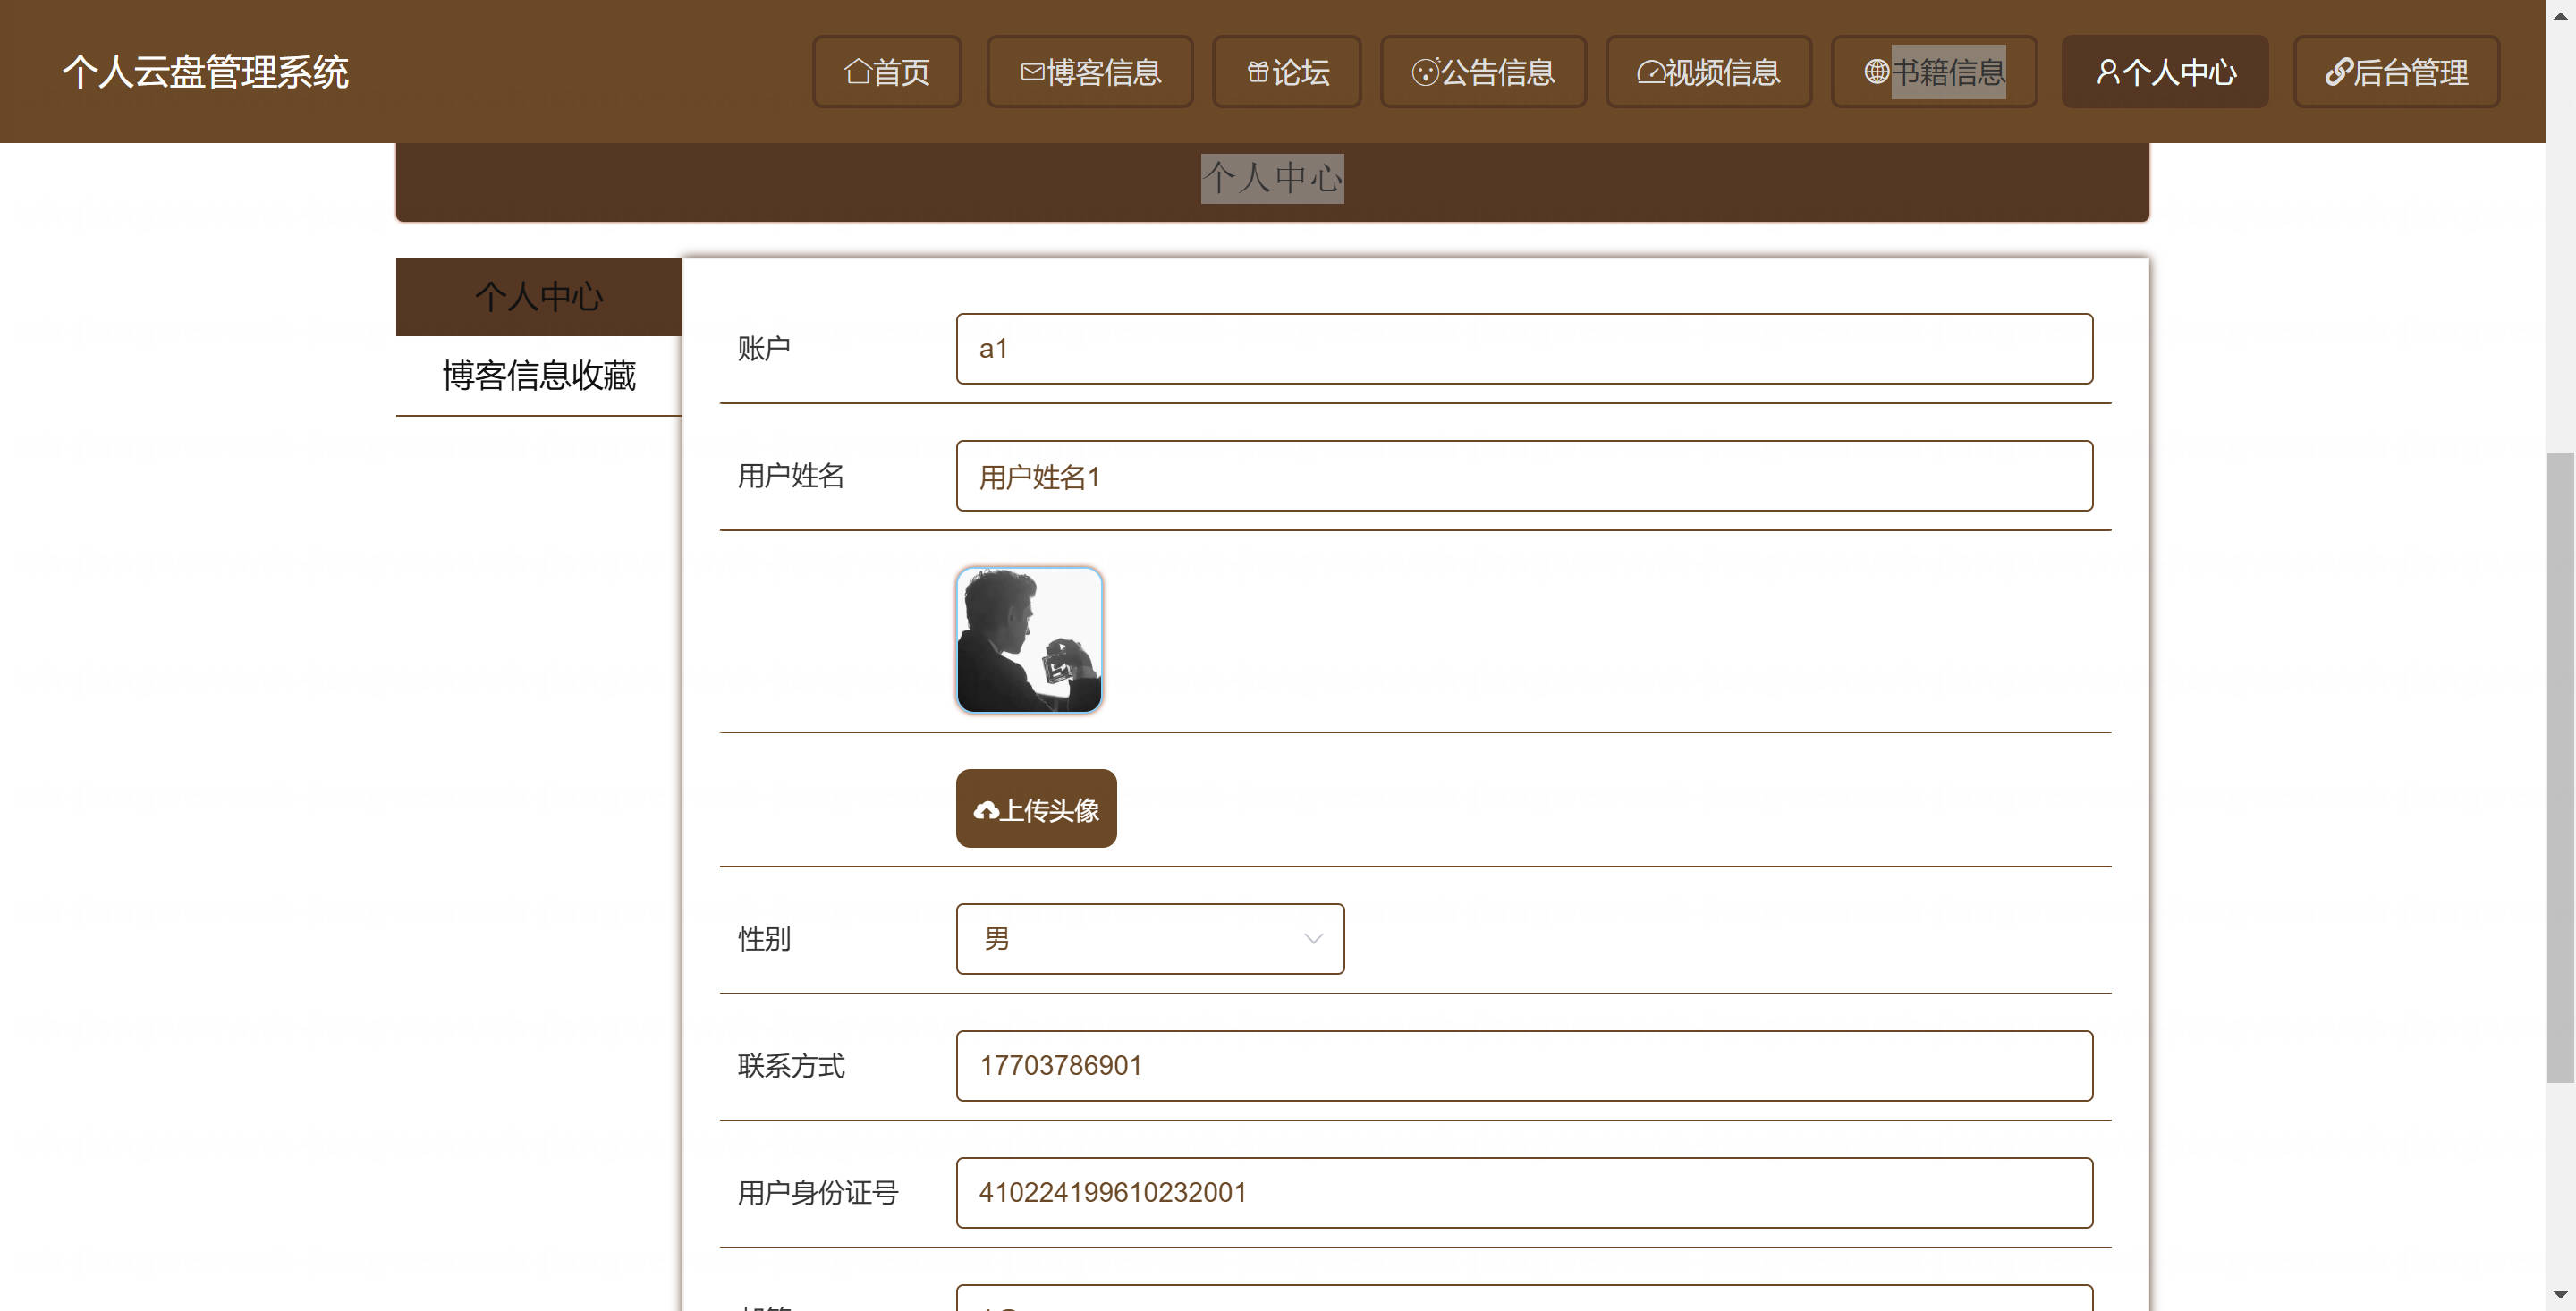 个人云盘管理系统
首页
博客信息
论坛
公告信息
视频信息
书籍信息
个人中心
后台管理
个人中心
个人中心
博客信息收藏
账户
a1
用户姓名
用户姓名1
上传头像
性别
男
联系方式
17703786901
用户身份证号
410224199610232001